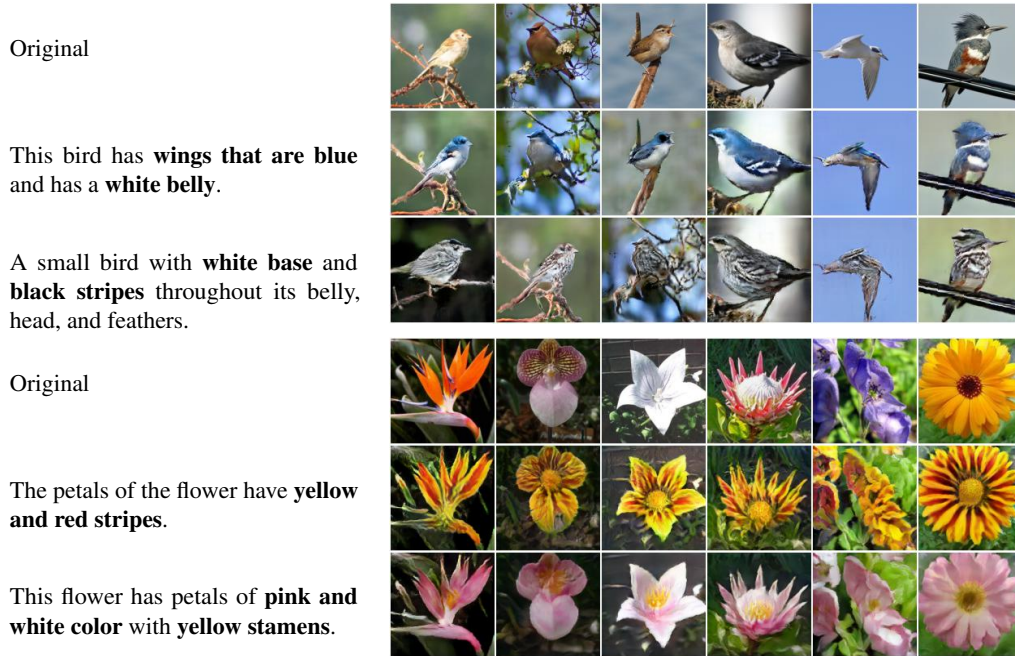 Original
This bird has wings that are blue
and has a white belly.
A small bird with white base and
black stripes throughout its belly,
head, and feathers.
Original
The petals of the flower have yellow
and red stripes.
This flower has petals of pink and
white color with yellow stamens.